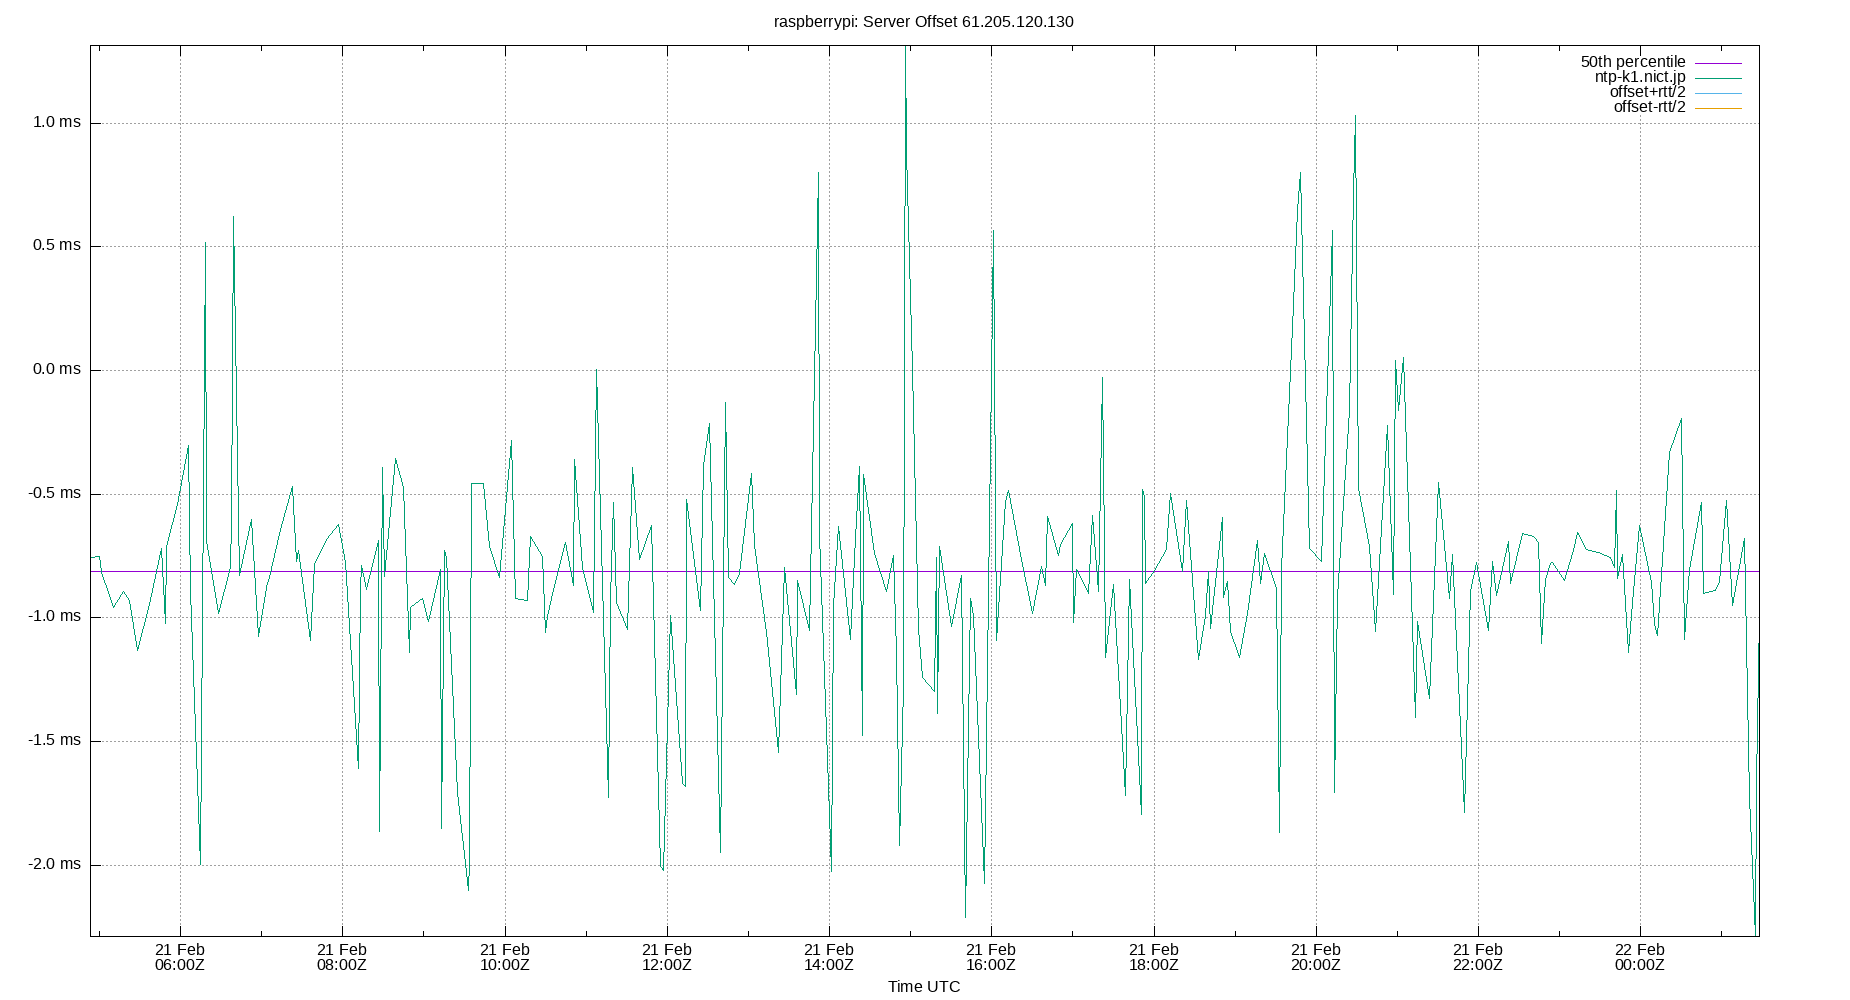 raspberrypi: Server Offset 61.205.120.130
50th percentile
ntp-k1.nict.jp
offset+rtt/2
offset-rtt/2
1.0 ms
0.5 ms
0.0 ms
-0.5 ms
-1.0 ms
-1.5 ms
-2.0 ms
21 Feb 21 Feb 21 Feb 21 Feb 21 Feb 21 Feb 21 Feb 21 Feb 21 Feb 22 Feb
06:00Z 08:00Z 10:00Z 12:00Z 14:00Z 16:00Z 18:00Z 20:00Z 22:00Z 00:00Z
Time UTC